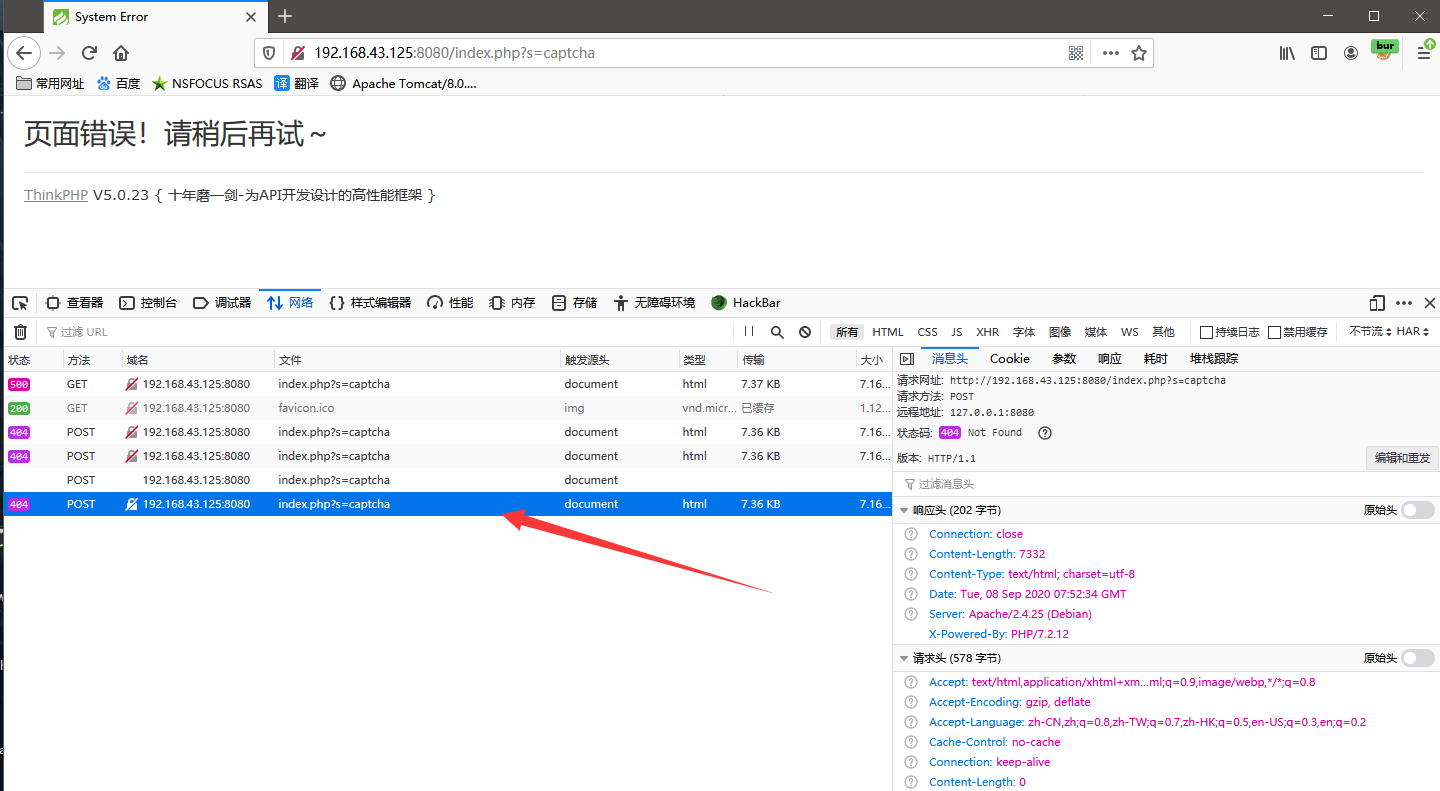 System Error
192.168.43.125:8080/index.php?s=captcha
bur
常用网址 百度 NSFOCUS RSAS 译 翻译 Apache Tomcat/8.0....
页面错误！请稍后再试～
ThinkPHP V5.0.23 { 十年磨一剑-为API开发设计的高性能框架 }
查看器 控制台 调试器 网络 样式编辑器 性能 内存 存储 无障碍环境 HackBar
过滤 URL 所有 HTML CSS JS XHR 字体 图像 媒体 WS 其他 持续日志 禁用缓存 不节流 HAR
状态 方法 域名 文件 触发源头 类型 传输 大小
500 GET 192.168.43.125:8080 index.php?s=captcha document html 7.37 KB 7.16...
200 GET 192.168.43.125:8080 favicon.ico img vnd.micr... 已缓存 1.12...
404 POST 192.168.43.125:8080 index.php?s=captcha document html 7.36 KB 7.16...
404 POST 192.168.43.125:8080 index.php?s=captcha document html 7.36 KB 7.16...
POST 192.168.43.125:8080 index.php?s=captcha document
404 POST 192.168.43.125:8080 index.php?s=captcha document html 7.36 KB 7.16...
消息头 Cookie 参数 响应 耗时 堆栈跟踪
请求网址: http://192.168.43.125:8080/index.php?s=captcha
请求方法: POST
远程地址: 127.0.0.1:8080
状态码: 404 Not Found
版本: HTTP/1.1 编辑和重发
过滤消息头
响应头 (202 字节) 原始头
Connection: close
Content-Length: 7332
Content-Type: text/html; charset=utf-8
Date: Tue, 08 Sep 2020 07:52:34 GMT
Server: Apache/2.4.25 (Debian)
X-Powered-By: PHP/7.2.12
请求头 (578 字节) 原始头
Accept: text/html,application/xhtml+xm...ml;q=0.9,image/webp,*/*;q=0.8
Accept-Encoding: gzip, deflate
Accept-Language: zh-CN,zh;q=0.8,zh-TW;q=0.7,zh-HK;q=0.5,en-US;q=0.3,en;q=0.2
Cache-Control: no-cache
Connection: keep-alive
Content-Length: 0